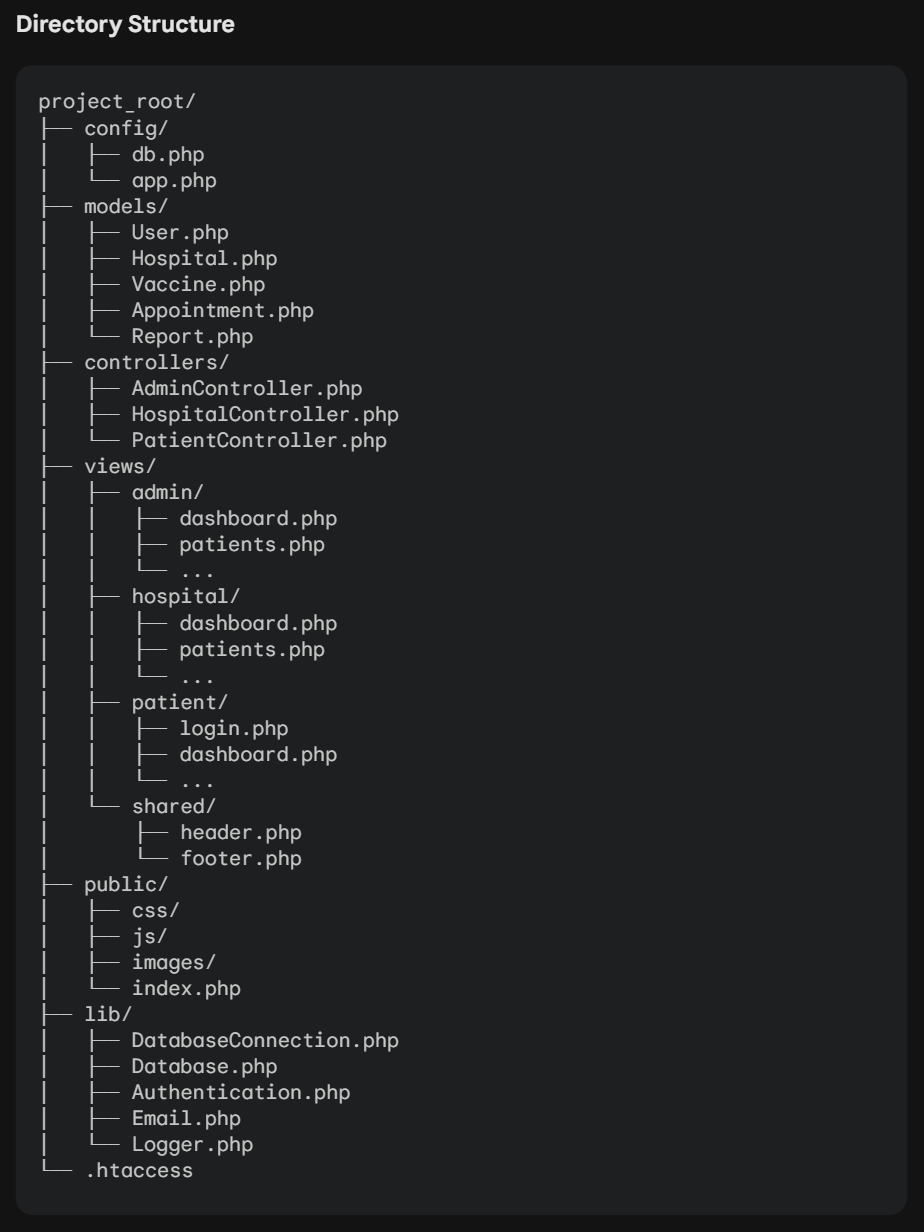 Directory Structure
project_root/
├── config/
│   ├── db.php
│   └── app.php
├── models/
│   ├── User.php
│   ├── Hospital.php
│   ├── Vaccine.php
│   ├── Appointment.php
│   └── Report.php
├── controllers/
│   ├── AdminController.php
│   ├── HospitalController.php
│   └── PatientController.php
├── views/
│   ├── admin/
│   │   ├── dashboard.php
│   │   ├── patients.php
│   │   └── ...
│   ├── hospital/
│   │   ├── dashboard.php
│   │   ├── patients.php
│   │   └── ...
│   ├── patient/
│   │   ├── login.php
│   │   ├── dashboard.php
│   │   └── ...
│   └── shared/
│       ├── header.php
│       └── footer.php
├── public/
│   ├── css/
│   ├── js/
│   ├── images/
│   └── index.php
├── lib/
│   ├── DatabaseConnection.php
│   ├── Database.php
│   ├── Authentication.php
│   ├── Email.php
│   └── Logger.php
└── .htaccess